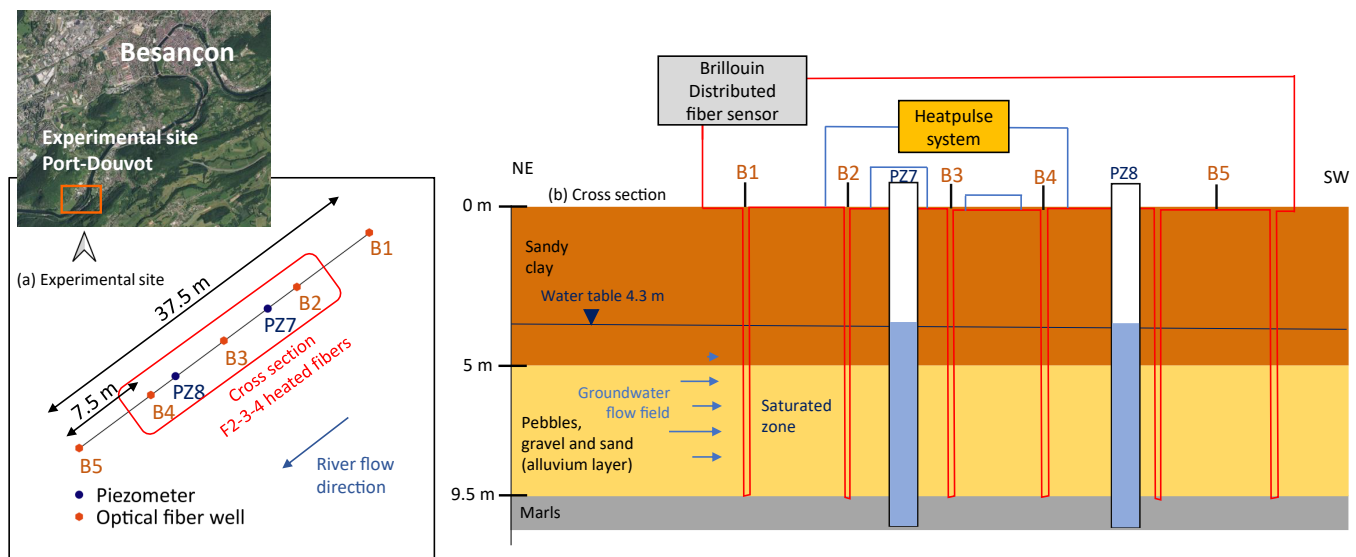 Besançon
Experimental site
Port-Douvot
(a) Experimental site
37.5 m
7.5 m
B1
B2
PZ7
B3
PZ8
B4
B5
Cross section
F2-3-4 heated fibers
River flow
direction
Piezometer
Optical fiber well
Brillouin
Distributed
fiber sensor
Heatpulse
system
NE
(b) Cross section
B1
B2
PZ7
B3
B4
PZ8
B5
SW
0 m
Sandy
clay
Water table 4.3 m
5 m
Groundwater
flow field
Saturated
zone
Pebbles,
gravel and sand
(alluvium layer)
9.5 m
Marls